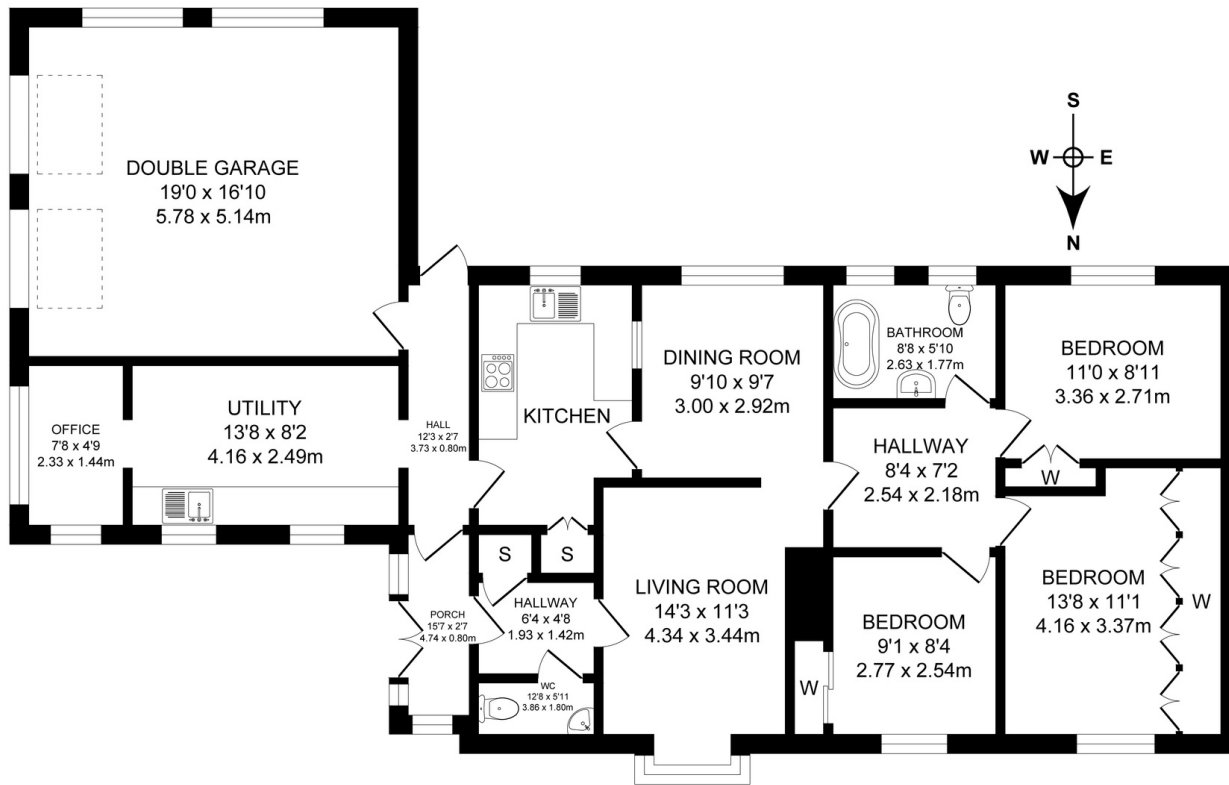 S
W
E
N
DOUBLE GARAGE
19'0 x 16'10
5.78 x 5.14m
OFFICE
7'8 x 4'9
2.33 x 1.44m
UTILITY
13'8 x 8'2
4.16 x 2.49m
HALL
12'3 x 2'7
3.73 x 0.80m
KITCHEN
DINING ROOM
9'10 x 9'7
3.00 x 2.92m
BATHROOM
8'8 x 5'10
2.63 x 1.77m
BEDROOM
11'0 x 8'11
3.36 x 2.71m
HALLWAY
8'4 x 7'2
2.54 x 2.18m
W
S
S
PORCH
15'7 x 2'7
4.74 x 0.80m
HALLWAY
6'4 x 4'8
1.93 x 1.42m
WC
12'8 x 5'11
3.86 x 1.80m
LIVING ROOM
14'3 x 11'3
4.34 x 3.44m
W
BEDROOM
9'1 x 8'4
2.77 x 2.54m
BEDROOM
13'8 x 11'1
4.16 x 3.37m
W